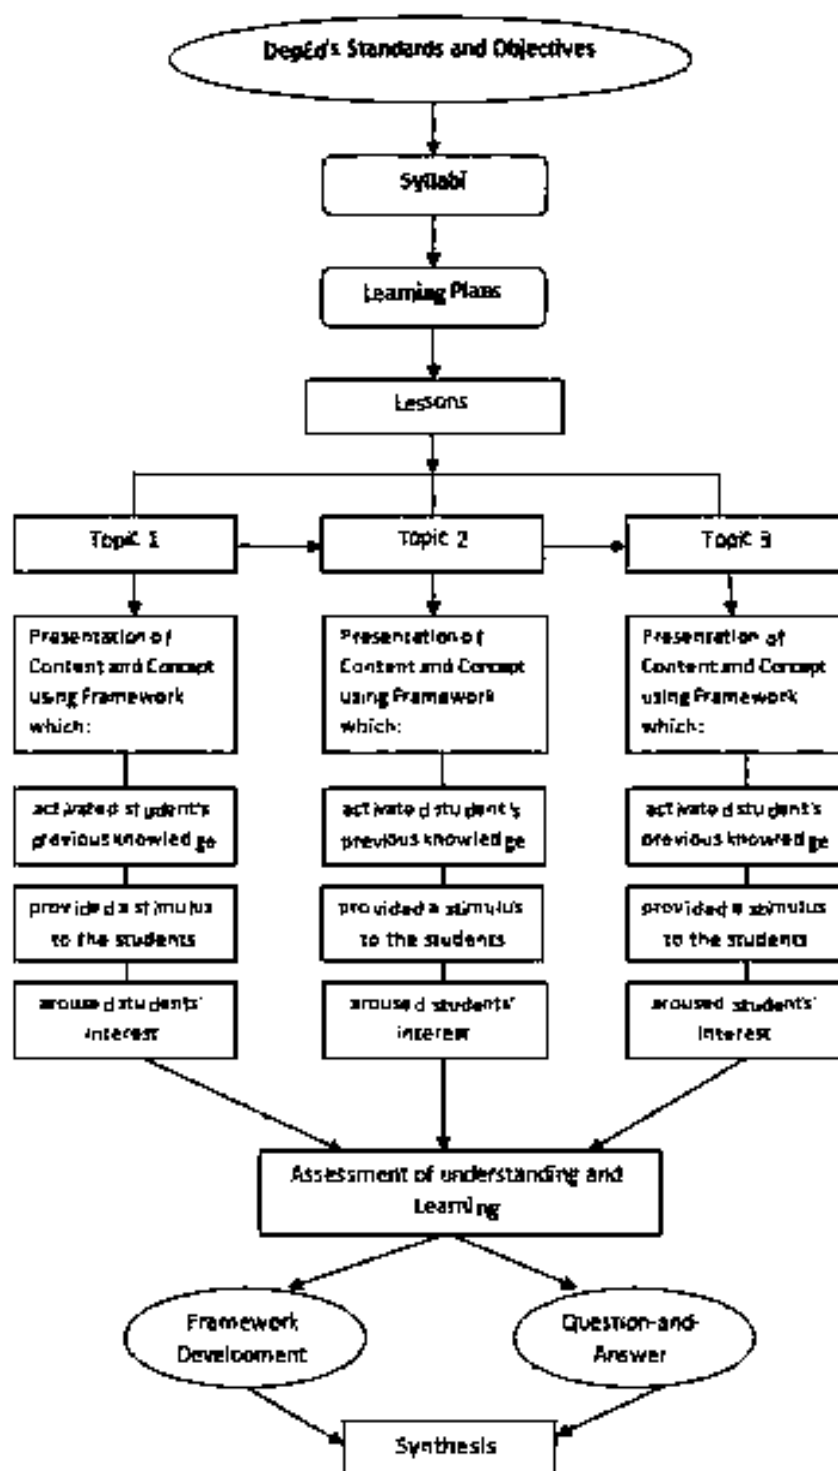 DepEd's Standards and Objectives
Syllabi
Learning Plans
Lessons
Topic 1
Topic 2
Topic 3
Presentation of
Content and Concept
using Framework
which:
Presentation of
Content and Concept
using Framework
which:
Presentation of
Content and Concept
using Framework
which:
activated student's
previous knowledge
activated student's
previous knowledge
activated student's
previous knowledge
provided a stimulus
to the students
provided a stimulus
to the students
provided a stimulus
to the students
aroused students'
interest
aroused students'
interest
aroused student's
interest
Assessment of understanding and
Learning
Framework
Development
Question-and-
Answer
Synthesis